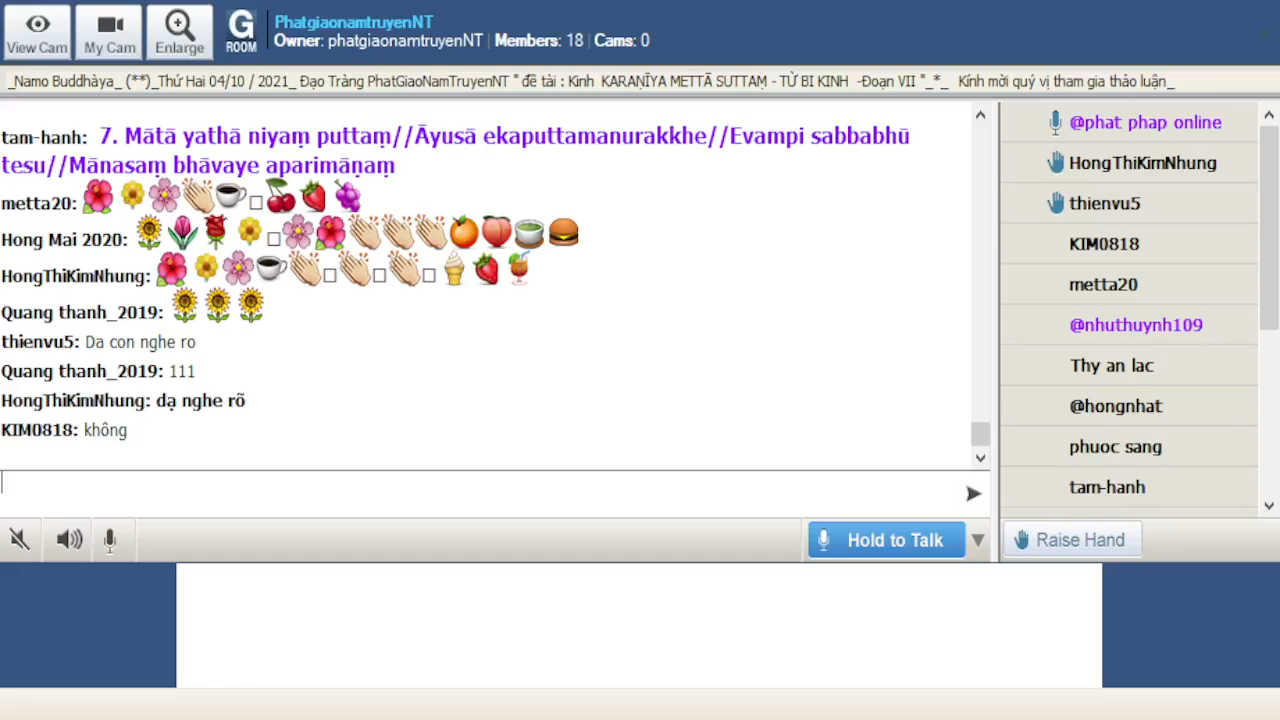 View Cam
My Cam
Enlarge
G
ROOM
PhatgiaonamtruyenNT
Owner: phatgiaonamtruyenNT | Members: 18 | Cams: 0
_Namo Buddhàya_ (**)_Thứ Hai 04/10 / 2021_ Đạo Tràng PhatGiaoNamTruyenNT " đề tài : Kinh KARAṆĪYA METTĀ SUTTAṂ - TỪ BI KINH -Đoạn VII "_*_ Kính mời quý vị tham gia thảo luận_
tam-hanh: 7. Mātā yathā niyaṃ puttaṃ//Āyusā ekaputtamanurakkhe//Evampi sabbabhū
tesu//Mānasaṃ bhāvaye aparimāṇaṃ
metta20: 🌺🌼🌸👏☕□🍒🍓🍇
Hong Mai 2020: 🌻🌷🌹🌼□🌸🌺👏👏👏🍊🍑🍵🍔
HongThiKimNhung: 🌺🌼🌸☕👏□👏□👏□🍦🍓🍹
Quang thanh_2019: 🌻🌻🌻
thienvu5: Da con nghe ro
Quang thanh_2019: 111
HongThiKimNhung: dạ nghe rõ
KIM0818: không
@phat phap online
HongThiKimNhung
thienvu5
KIM0818
metta20
@nhuthuynh109
Thy an lac
@hongnhat
phuoc sang
tam-hanh
Hold to Talk
Raise Hand